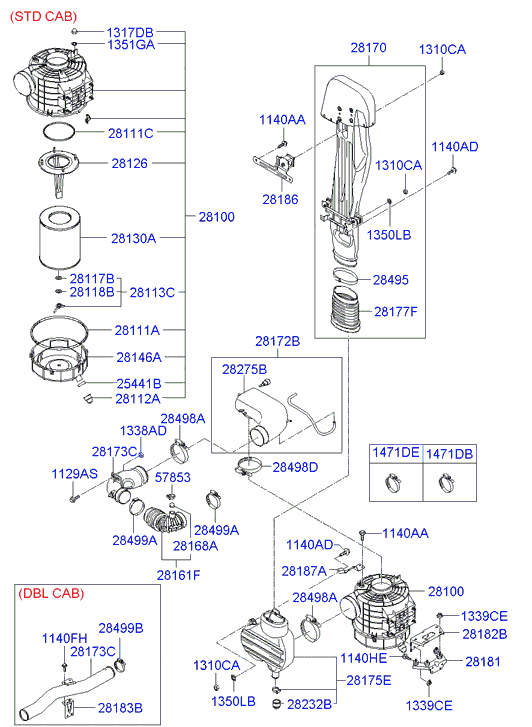 (STD CAB)
1317DB
1351GA
28111C
28126
28100
28130A
28117B
28118B
28113C
28111A
28146A
25441B
28112A
28170
1310CA
1140AA
1140AD
1310CA
28186
1350LB
28495
28177F
28172B
28275B
28498A
1338AD
28173C
1129AS
57853
28498D
28499A
28499A
28168A
28161F
1471DE
1471DB
1140AA
1140AD
28187A
28498A
28100
1339CE
28182B
1140HE
28181
1339CE
1310CA
1350LB
28175E
28232B
(DBL CAB)
28499B
1140FH
28173C
28183B